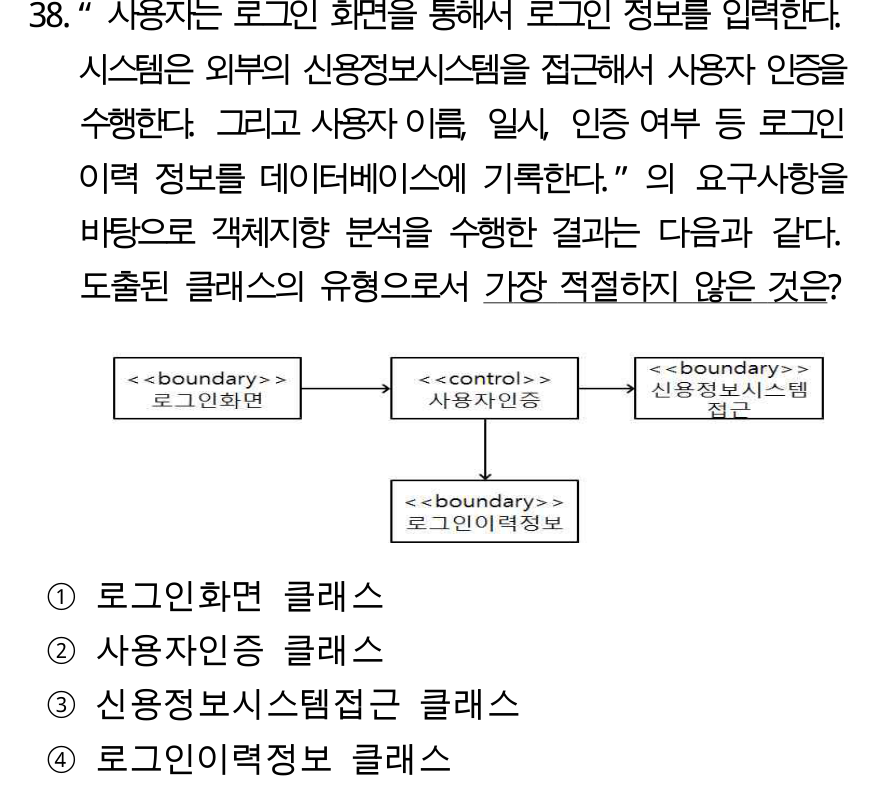 38. “ 사용자는 로그인 화면을 통해서 로그인 정보를 입력한다.
시스템은 외부의 신용정보시스템을 접근해서 사용자 인증을
수행한다. 그리고 사용자 이름, 일시, 인증 여부 등 로그인
이력 정보를 데이터베이스에 기록한다. ” 의 요구사항을
바탕으로 객체지향 분석을 수행한 결과는 다음과 같다.
도출된 클래스의 유형으로서 가장 적절하지 않은 것은?
<<boundary>>
로그인화면
<<control>>
사용자인증
<<boundary>>
신용정보시스템
접근
<<boundary>>
로그인이력정보
① 로그인화면 클래스
② 사용자인증 클래스
③ 신용정보시스템접근 클래스
④ 로그인이력정보 클래스